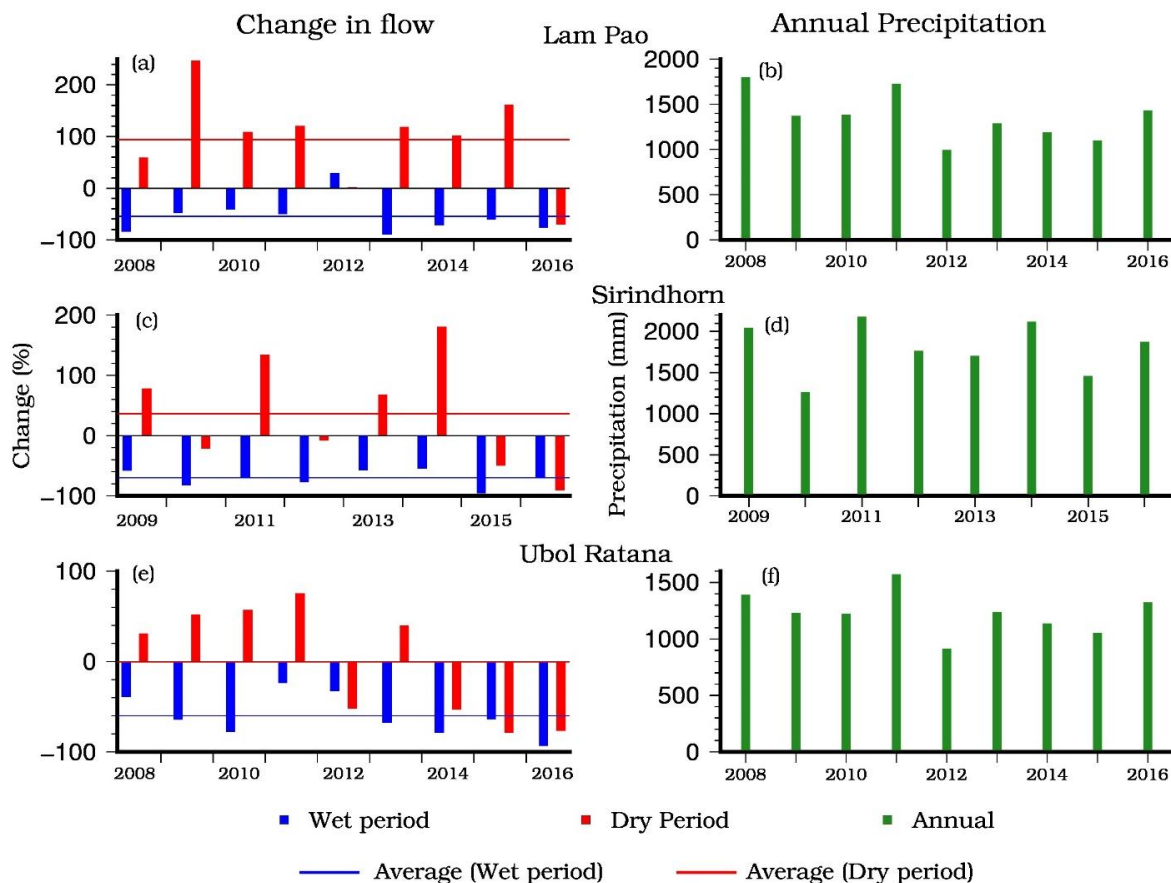 Change in flow
Lam Pao
Annual Precipitation
(a)
200
100
0
−100
2008 2010 2012 2014 2016
(b)
2000
1500
1000
500
0
2008 2010 2012 2014 2016
Sirindhorn
Change (%)
(c)
200
100
0
−100
2009 2011 2013 2015
Precipitation (mm)
(d)
2000
2000
1000
500
0
2009 2011 2013 2015
Ubol Ratana
(e)
100
0
−100
2008 2010 2012 2014 2016
(f)
1500
1000
500
0
2008 2010 2012 2014 2016
Wet period Dry Period Annual
Average (Wet period) Average (Dry period)